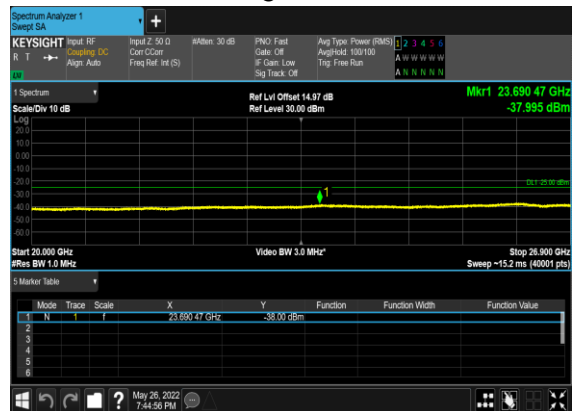 Spectrum Analyzer 1
Swept SA
+
KEYSIGHT Input: RF Input Z: 50 Ω #Atten: 30 dB PNO: Fast Avg Type: Power (RMS) 1 2 3 4 5 6
R T Coupling: DC Corr CCorr Gate: Off Avg|Hold: 100/100 A W W W W W
Align: Auto Freq Ref: Int (S) IF Gain: Low Trig: Free Run
Sig Track: Off A N N N N N
1 Spectrum Ref Lvl Offset 14.97 dB Mkr1 23.690 47 GHz
Scale/Div 10 dB Ref Level 30.00 dBm -37.995 dBm
Log
20.0
10.0
0.00
-10.0
-20.0 DL1 -25.00 dBm
-30.0 1
-40.0
-50.0
-60.0
Start 20.000 GHz Video BW 3.0 MHz* Stop 26.900 GHz
#Res BW 1.0 MHz Sweep ~15.2 ms (40001 pts)
5 Marker Table
Mode Trace Scale X Y Function Function Width Function Value
1 N 1 f 23.690 47 GHz -38.00 dBm
2
3
4
5
6
? May 26, 2022
7:44:56 PM